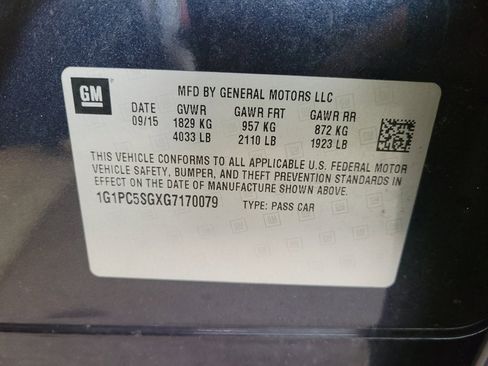 GM
MFD BY GENERAL MOTORS LLC
DATE GVWR GAWR FRT GAWR RR
09/15 1829 KG 957 KG 872 KG
4033 LB 2110 LB 1923 LB
THIS VEHICLE CONFORMS TO ALL APPLICABLE U.S. FEDERAL MOTOR
VEHICLE SAFETY, BUMPER, AND THEFT PREVENTION STANDARDS IN
EFFECT ON THE DATE OF MANUFACTURE SHOWN ABOVE.
1G1PC5SGXG7170079 TYPE: PASS CAR